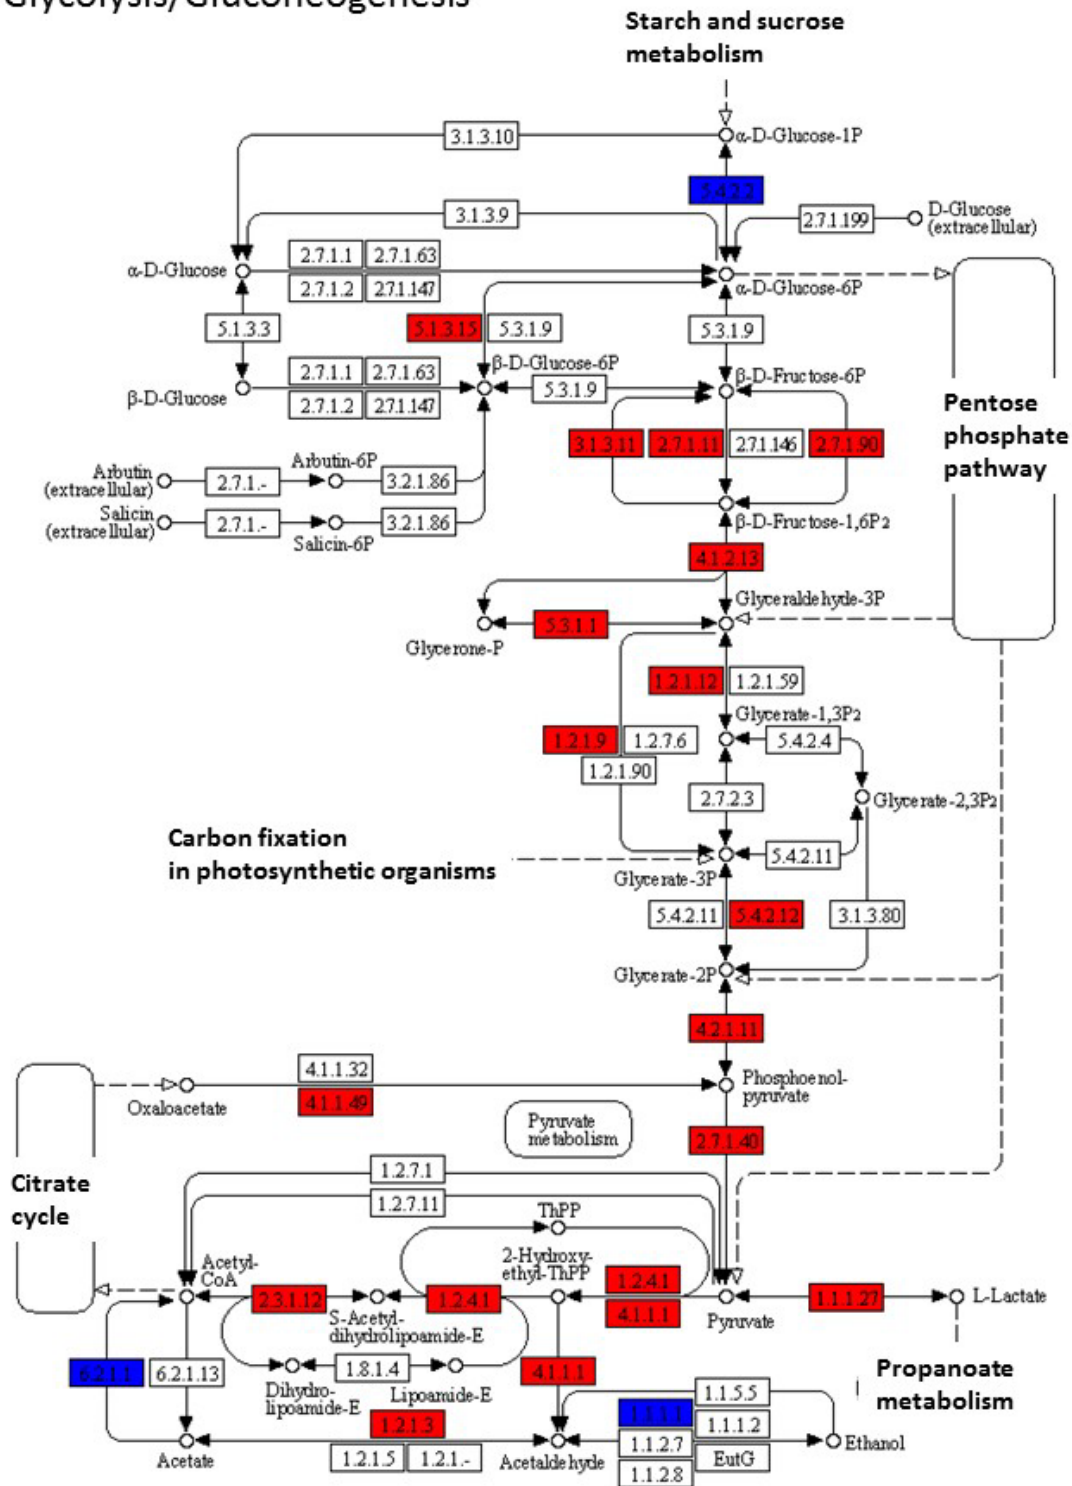 Glycolysis/Gluconeogenesis
Starch and sucrose
metabolism
3.1.3.10
α-D-Glucose-1P
5.4.2.2
3.1.3.9
2.7.1.199
D-Glucose
(extracellular)
2.7.1.1
2.7.1.63
α-D-Glucose
2.7.1.2
2.7.1.147
α-D-Glucose-6P
5.1.3.3
5.1.3.15
5.3.1.9
5.3.1.9
2.7.1.1
2.7.1.63
β-D-Glucose-6P
β-D-Glucose
2.7.1.2
2.7.1.147
5.3.1.9
β-D-Fructose-6P
Pentose
phosphate
pathway
3.1.3.11
2.7.1.11
2.7.1.146
2.7.1.90
Arbutin
(extracellular)
2.7.1.-
Arbutin-6P
3.2.1.86
Salicin
(extracellular)
2.7.1.-
Salicin-6P
3.2.1.86
β-D-Fructose-1,6P2
4.1.2.13
Glyceraldehyde-3P
5.3.1.1
Glycerone-P
1.2.1.12
1.2.1.59
Glycerate-1,3P2
1.2.1.9
1.2.7.6
5.4.2.4
1.2.1.90
2.7.2.3
Glycerate-2,3P2
Carbon fixation
in photosynthetic organisms
5.4.2.11
Glycerate-3P
5.4.2.11
5.4.2.12
3.1.3.80
Glycerate-2P
4.2.1.11
4.1.1.32
Oxaloacetate
4.1.1.49
Phosphoenol-
pyruvate
Pyruvate
metabolism
2.7.1.40
Citrate
cycle
1.2.7.1
1.2.7.11
ThPP
Acetyl-
CoA
2-Hydroxy-
ethyl-ThPP
2.3.1.12
1.2.4.1
1.2.4.1
4.1.1.1
1.1.1.27
L-Lactate
S-Acetyl-
dihydrolipoamide-E
Pyruvate
6.2.1.1
6.2.1.13
1.8.1.4
4.1.1.1
Dihydro-
lipoamide-E
Lipoamide-E
Propanoate
metabolism
1.2.1.3
1.1.5.5
1.1.1.1
1.1.1.2
Acetate
1.2.1.5
1.2.1.-
Acetaldehyde
1.1.2.7
EutG
1.1.2.8
Ethanol